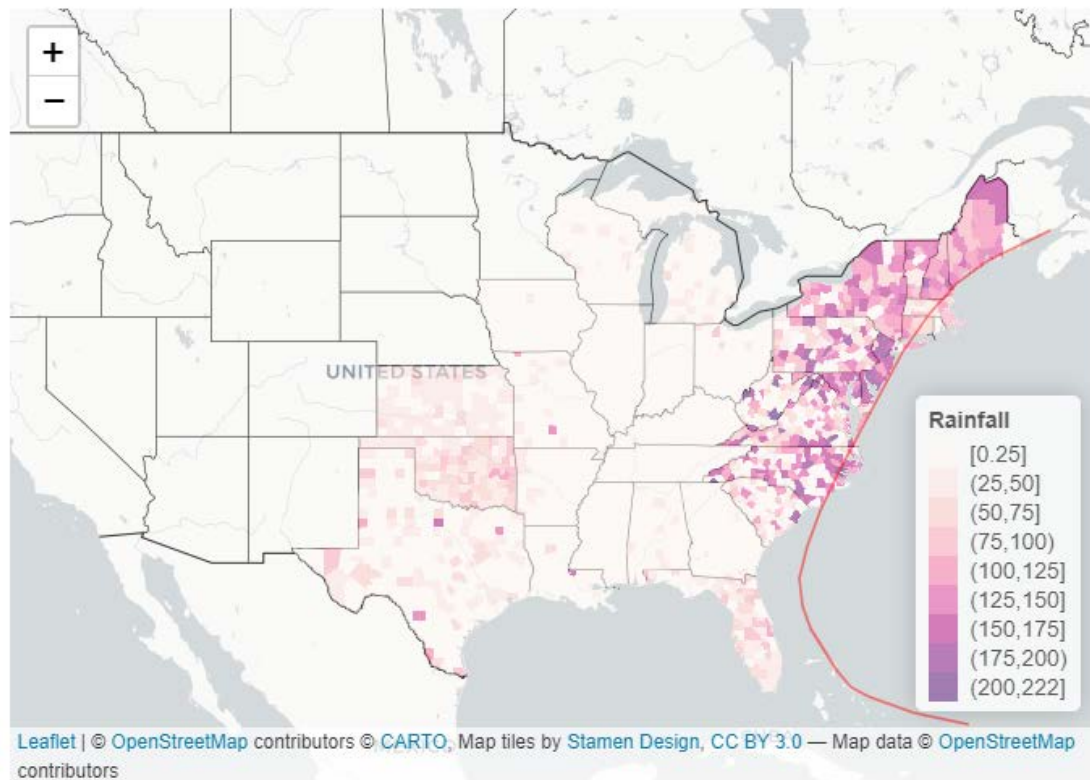 +
−
UNITED STATES
Rainfall
[0.25]
(25,50]
(50,75]
(75,100)
(100,125]
(125,150]
(150,175]
(175,200)
(200,222]
Leaflet | © OpenStreetMap contributors © CARTO, Map tiles by Stamen Design, CC BY 3.0 — Map data © OpenStreetMap
contributors